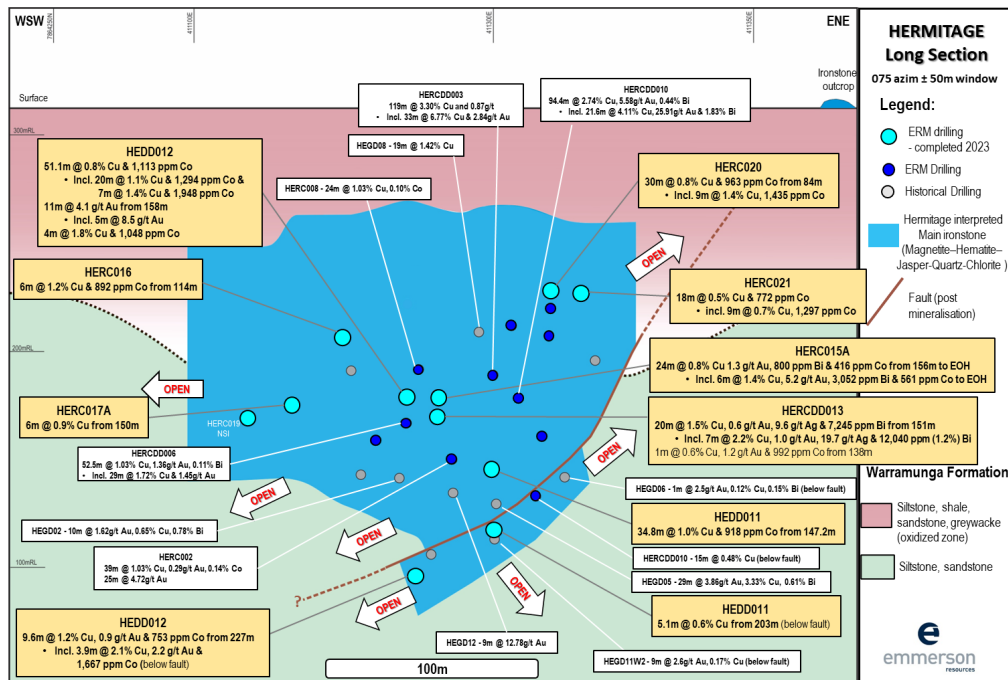 WSW
7864250N
411100E
411300E
411350E
ENE
Surface
Ironstone
outcrop
300mRL
200mRL
100mRL
HERCDD003
119m @ 3.30% Cu and 0.87g/t
• Incl. 33m @ 6.77% Cu & 2.84g/t Au
HERCDD010
94.4m @ 2.74% Cu, 5.58g/t Au, 0.44% Bi
• Incl. 21.6m @ 4.11% Cu, 25.91g/t Au & 1.83% Bi
HEGD08 - 19m @ 1.42% Cu
HERC008 - 24m @ 1.03% Cu, 0.10% Co
HEDD012
51.1m @ 0.8% Cu & 1,113 ppm Co
• Incl. 20m @ 1.1% Cu & 1,294 ppm Co &
7m @ 1.4% Cu & 1,948 ppm Co
11m @ 4.1 g/t Au from 158m
• Incl. 5m @ 8.5 g/t Au
4m @ 1.8% Cu & 1,048 ppm Co
HERC020
30m @ 0.8% Cu & 963 ppm Co from 84m
• Incl. 9m @ 1.4% Cu, 1,435 ppm Co
OPEN
HERC016
6m @ 1.2% Cu & 892 ppm Co from 114m
HERC021
18m @ 0.5% Cu & 772 ppm Co
• incl. 9m @ 0.7% Cu, 1,297 ppm Co
HERC015A
24m @ 0.8% Cu 1.3 g/t Au, 800 ppm Bi & 416 ppm Co from 156m to EOH
• Incl. 6m @ 1.4% Cu, 5.2 g/t Au, 3,052 ppm Bi & 561 ppm Co to EOH
OPEN
HERC017A
6m @ 0.9% Cu from 150m
HERC019
NSI
HERCDD013
20m @ 1.5% Cu, 0.6 g/t Au, 9.6 g/t Ag & 7,245 ppm Bi from 151m
• Incl. 7m @ 2.2% Cu, 1.0 g/t Au, 19.7 g/t Ag & 12,040 ppm (1.2%) Bi
1m @ 0.6% Cu, 1.2 g/t Au & 992 ppm Co from 138m
OPEN
HERCDD006
52.5m @ 1.03% Cu, 1.36g/t Au, 0.11% Bi
• Incl. 29m @ 1.72% Cu & 1.45g/t Au
OPEN
HEGD06 - 1m @ 2.5g/t Au, 0.12% Cu, 0.15% Bi (below fault)
HEGD02 - 10m @ 1.62g/t Au, 0.65% Cu, 0.78% Bi
OPEN
HEDD011
34.8m @ 1.0% Cu & 918 ppm Co from 147.2m
HERC002
39m @ 1.03% Cu, 0.29g/t Au, 0.14% Co
25m @ 4.72g/t Au
HERCDD010 - 15m @ 0.48% Cu (below fault)
HEGD05 - 29m @ 3.86g/t Au, 3.33% Cu, 0.61% Bi
?
OPEN
OPEN
HEDD012
9.6m @ 1.2% Cu, 0.9 g/t Au & 753 ppm Co from 227m
• Incl. 3.9m @ 2.1% Cu, 2.2 g/t Au &
1,667 ppm Co (below fault)
HEDD011
5.1m @ 0.6% Cu from 203m (below fault)
HEGD12 - 9m @ 12.78g/t Au
HEGD11W2 - 9m @ 2.6g/t Au, 0.17% Cu (below fault)
100m
HERMITAGE
Long Section
075 azim ± 50m window
Legend:
ERM drilling
- completed 2023
ERM Drilling
Historical Drilling
Hermitage interpreted
Main ironstone
(Magnetite–Hematite–
Jasper-Quartz-Chlorite )
Fault (post
mineralisation)
Warramunga Formation
Siltstone, shale,
sandstone, greywacke
(oxidized zone)
Siltstone, sandstone
emmerson
resources